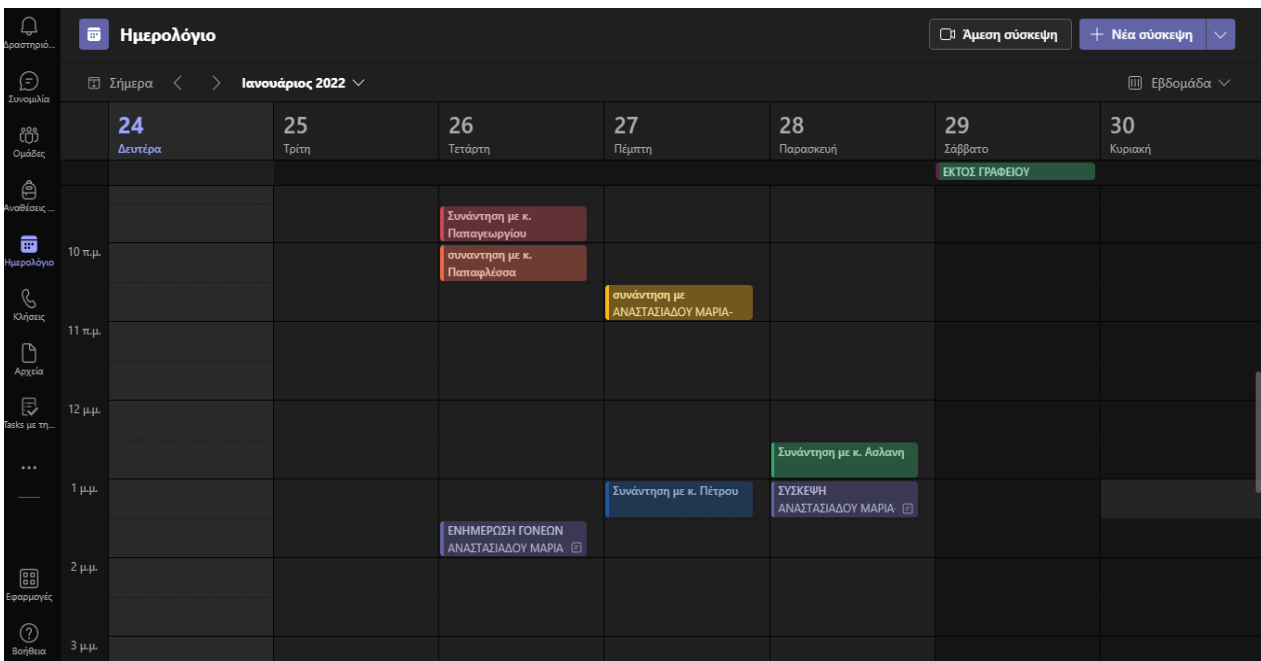 Δραστηριό...
Συνομιλία
Ομάδες
Αναθέσεις ...
Ημερολόγιο
Κλήσεις
Αρχεία
Tasks με τη...
Εφαρμογές
Βοήθεια
Ημερολόγιο
Άμεση σύσκεψη
Νέα σύσκεψη
Σήμερα
Ιανουάριος 2022
Εβδομάδα
24
Δευτέρα
25
Τρίτη
26
Τετάρτη
27
Πέμπτη
28
Παρασκευή
29
Σάββατο
30
Κυριακή
ΕΚΤΟΣ ΓΡΑΦΕΙΟΥ
Συνάντηση με κ.
Παπαγεωργίου
10 π.μ.
συναντηση με κ.
Παπαφλέσσα
συνάντηση με
ΑΝΑΣΤΑΣΙΑΔΟΥ ΜΑΡΙΑ-
11 π.μ.
12 μ.μ.
Συνάντηση με κ. Ασλανη
1 μ.μ.
Συνάντηση με κ. Πέτρου
ΣΥΣΚΕΨΗ
ΑΝΑΣΤΑΣΙΑΔΟΥ ΜΑΡΙΑ
ΕΝΗΜΕΡΩΣΗ ΓΟΝΕΩΝ
ΑΝΑΣΤΑΣΙΑΔΟΥ ΜΑΡΙΑ
2 μ.μ.
3 μ.μ.